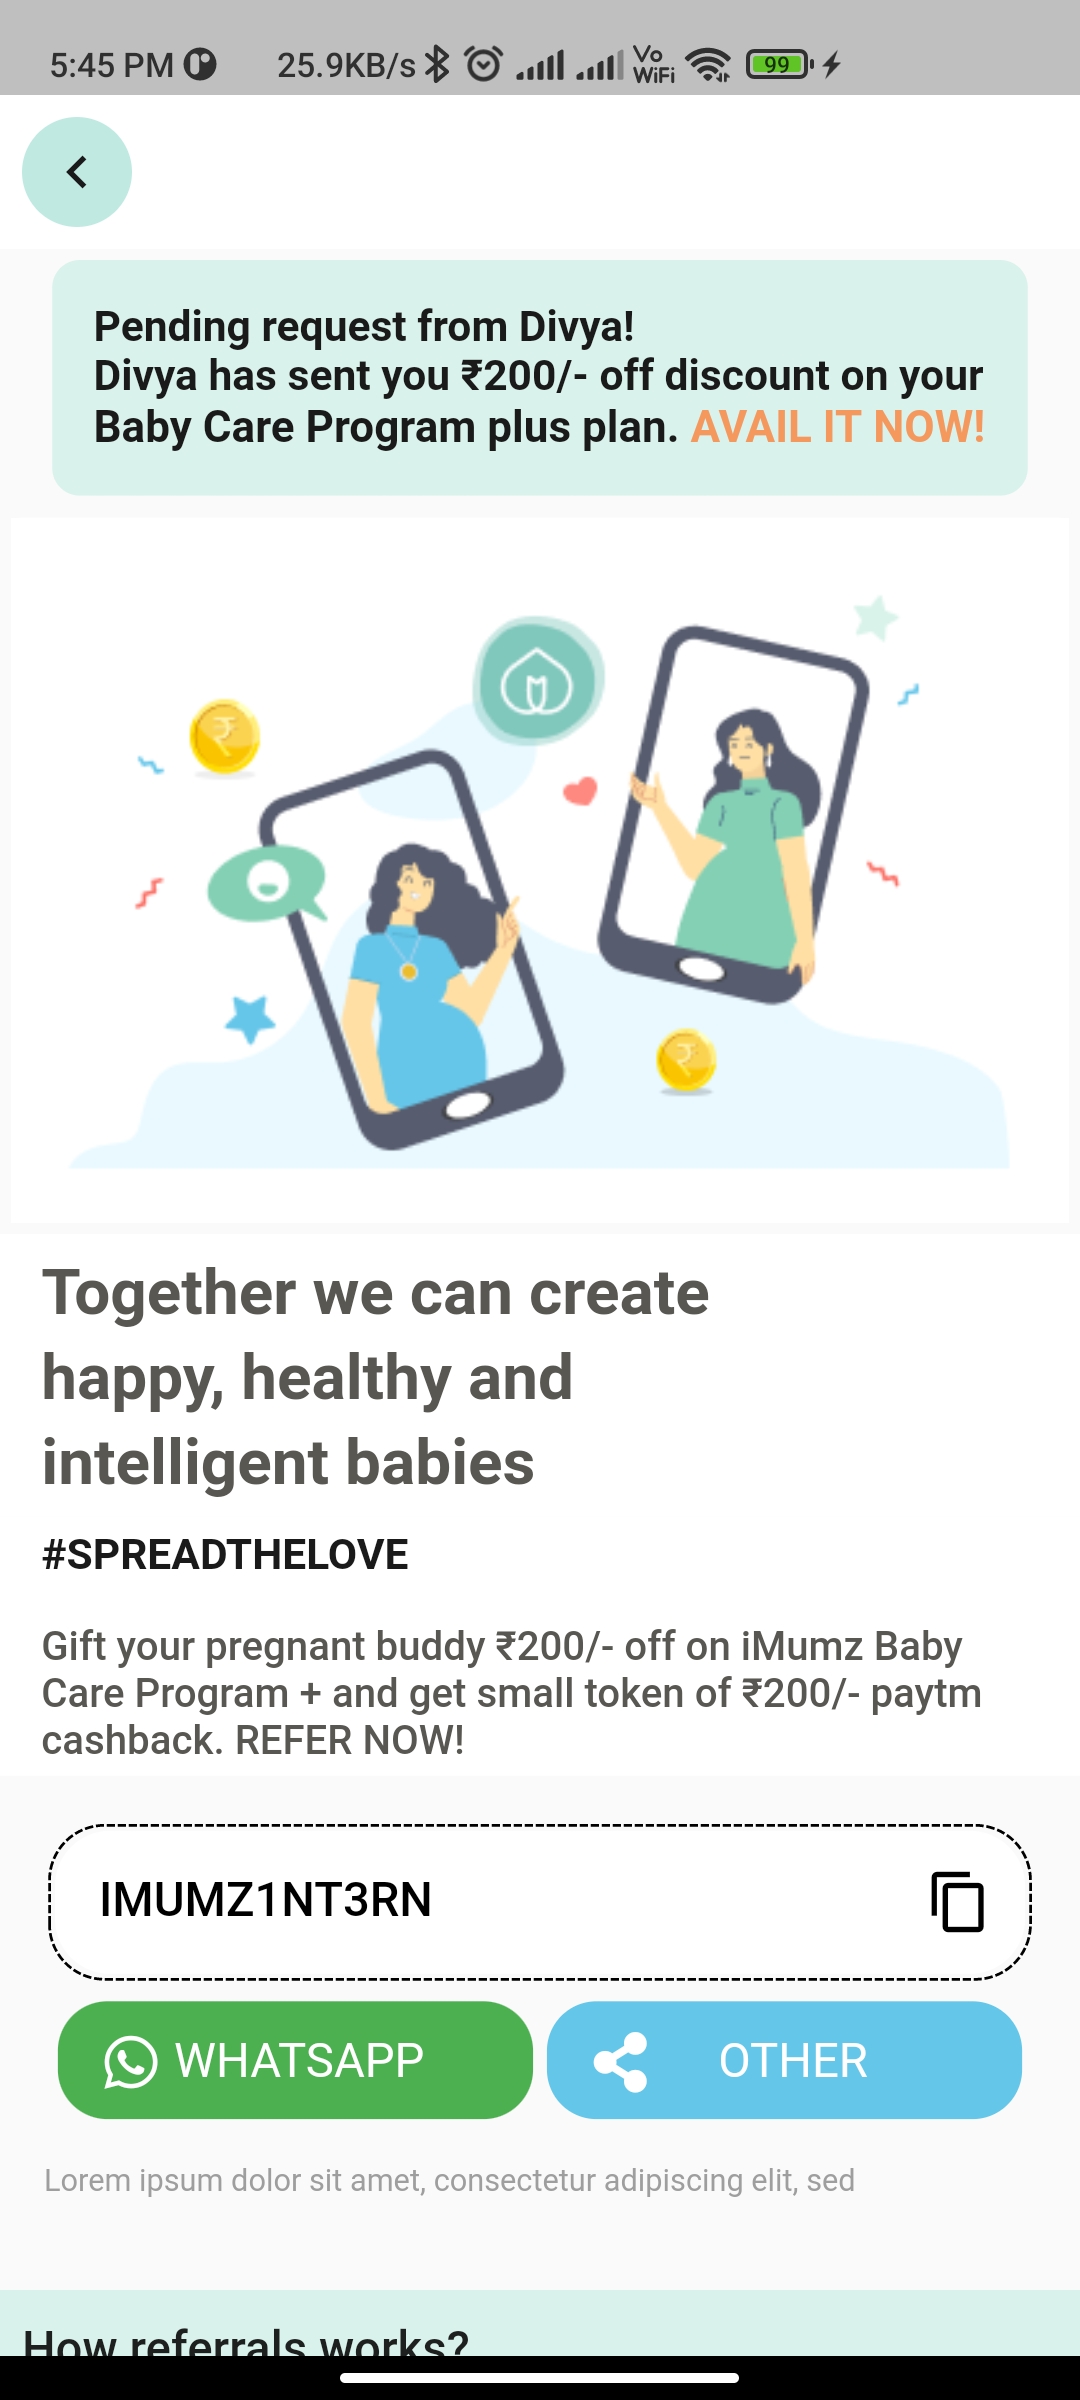 5:45 PM 25.9KB/s Vo WiFi 99
Pending request from Divya!
Divya has sent you ₹200/- off discount on your
Baby Care Program plus plan. AVAIL IT NOW!
₹
₹
Together we can create
happy, healthy and
intelligent babies
#SPREADTHELOVE
Gift your pregnant buddy ₹200/- off on iMumz Baby
Care Program + and get small token of ₹200/- paytm
cashback. REFER NOW!
IMUMZ1NT3RN
WHATSAPP OTHER
Lorem ipsum dolor sit amet, consectetur adipiscing elit, sed
How referrals works?